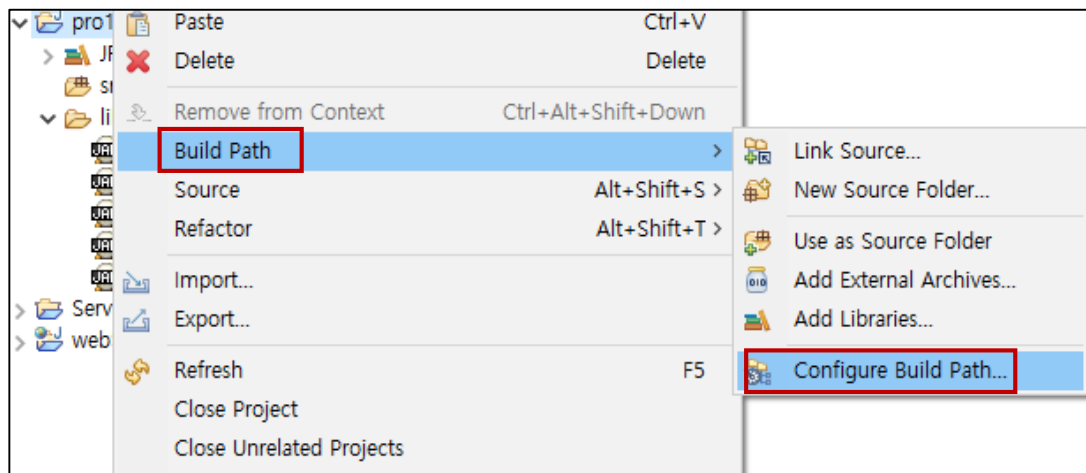 pro1
Paste Ctrl+V
Delete Delete
Remove from Context Ctrl+Alt+Shift+Down
Build Path >
Source Alt+Shift+S >
Refactor Alt+Shift+T >
Import...
Export...
Serv
web
Refresh F5
Close Project
Close Unrelated Projects
Link Source...
New Source Folder...
Use as Source Folder
Add External Archives...
Add Libraries...
Configure Build Path...